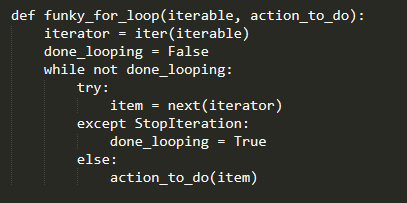 def funky_for_loop(iterable, action_to_do):
    iterator = iter(iterable)
    done_looping = False
    while not done_looping:
        try:
            item = next(iterator)
        except StopIteration:
            done_looping = True
        else:
            action_to_do(item)